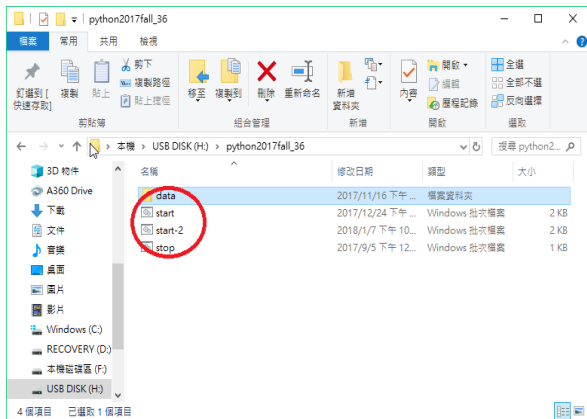 python2017fall_36
檔案 常用 共用 檢視
釘選到 [快速存取] 複製 貼上 剪下 複製路徑 貼上捷徑 移至 複製到 刪除 重新命名 新增資料夾 內容 開啟 編輯 歷程記錄 全選 全部不選 反向選擇
剪貼簿 組合管理 新增 開啟 選取
本機 > USB DISK (H:) > python2017fall_36 搜尋 python2...
名稱 修改日期 類型 大小
3D 物件
A360 Drive
下載
文件
音樂
桌面
圖片
影片
Windows (C:)
RECOVERY (D:)
本機磁碟區 (F:)
USB DISK (H:)
data 2017/11/16 下午 ... 檔案資料夾
start 2017/12/24 下午 ... Windows 批次檔案 2 KB
start-2 2018/1/7 下午 10... Windows 批次檔案 2 KB
stop 2017/9/5 下午 12... Windows 批次檔案 1 KB
4 個項目 已選取 1 個項目